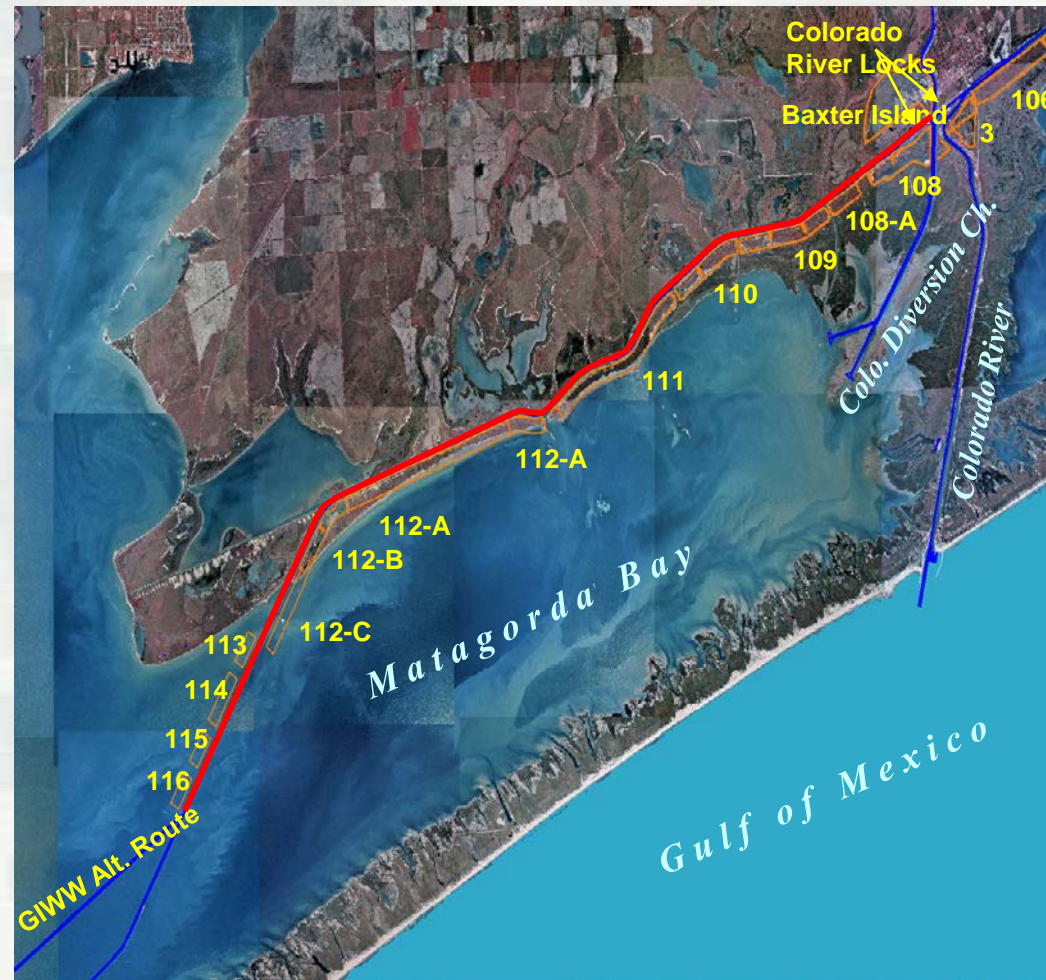 Colorado
River Locks
Baxter Island
106
3
108
108-A
109
110
111
112-A
112-A
112-B
112-C
113
114
115
116
Colo. Diversion Ch.
Colorado River
Matagorda Bay
Gulf of Mexico
GIWW Alt. Route